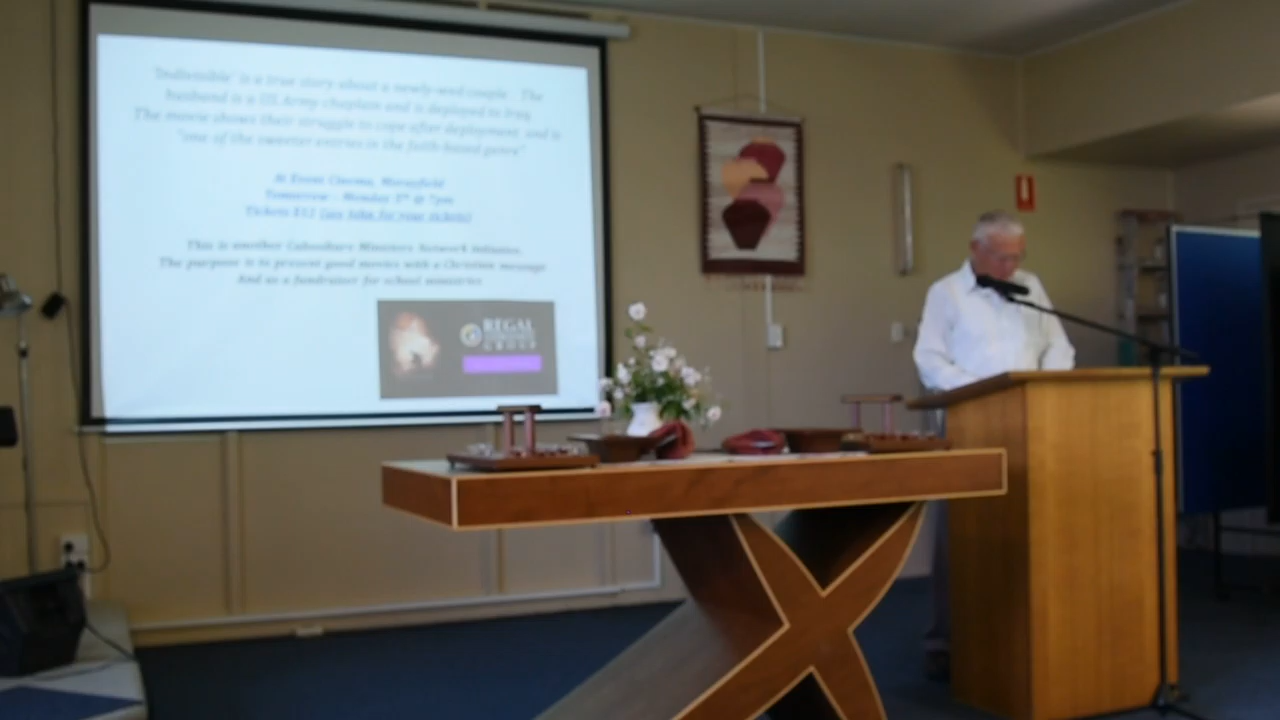 'Indivisible' is a true story about a newly-wed couple. The
husband is a US Army chaplain and is deployed to Iraq.
The movie shows their struggle to cope after deployment, and is
"one of the sweeter entries in the faith-based genre"
At Event Cinema, Morayfield
Tomorrow - Monday 5th @ 7pm
Tickets $12 (see John for your tickets)
This is another Caboolture Ministers Network initiative.
The purpose is to present good movies with a Christian message
And as a fundraiser for school ministries
REGAL
GROUP